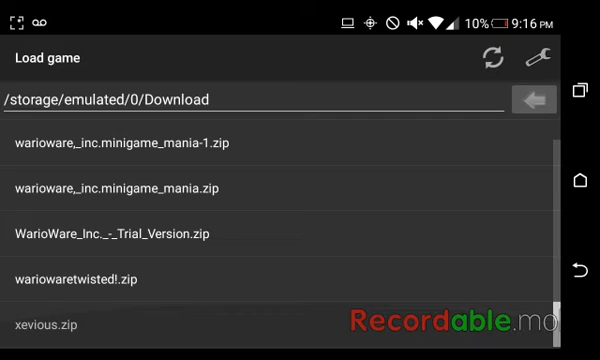 10% 9:16 PM
Load game
/storage/emulated/0/Download
warioware,_inc.minigame_mania-1.zip
warioware,_inc.minigame_mania.zip
WarioWare_Inc._-_Trial_Version.zip
wariowaretwisted!.zip
xevious.zip
Recordable.mo